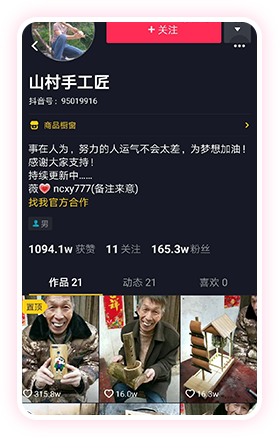 + 关注
山村手工匠
抖音号：95019916
商品橱窗
事在人为，努力的人运气不会太差，为梦想加油！
感谢大家支持！
持续更新中......
薇❤️ ncxy777(备注来意)
找我官方合作
男
1094.1w 获赞 11 关注 165.3w 粉丝
作品 21 动态 21 喜欢 0
置顶
315.8w 16.0w 16.3w